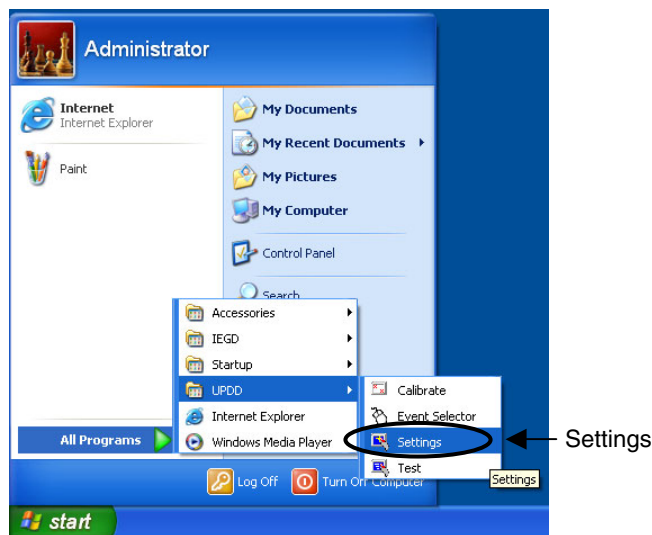 Administrator
Internet
Internet Explorer
Paint
My Documents
My Recent Documents
My Pictures
My Computer
Control Panel
Search
Accessories
IEGD
Startup
UPDD
Internet Explorer
Windows Media Player
Calibrate
Event Selector
Settings
Test
Settings
Settings
All Programs
Log Off
Turn Off Computer
start